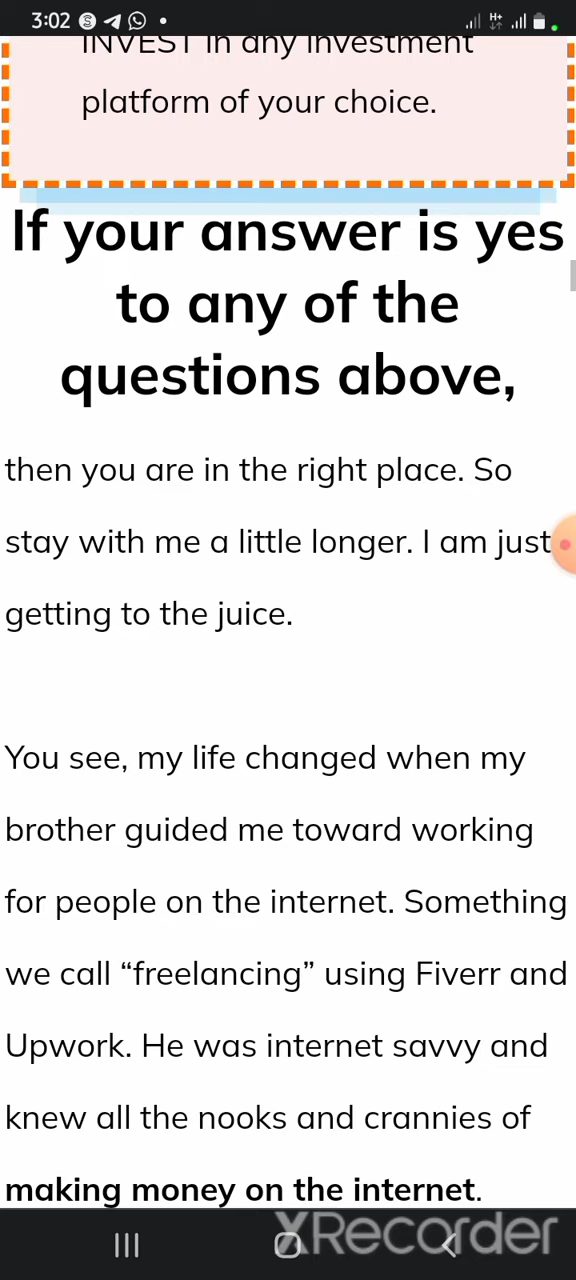 3:02
H+
INVEST in any investment
platform of your choice.
If your answer is yes
to any of the
questions above,
then you are in the right place. So
stay with me a little longer. I am just
getting to the juice.
You see, my life changed when my
brother guided me toward working
for people on the internet. Something
we call “freelancing” using Fiverr and
Upwork. He was internet savvy and
knew all the nooks and crannies of
making money on the internet.
XRecorder